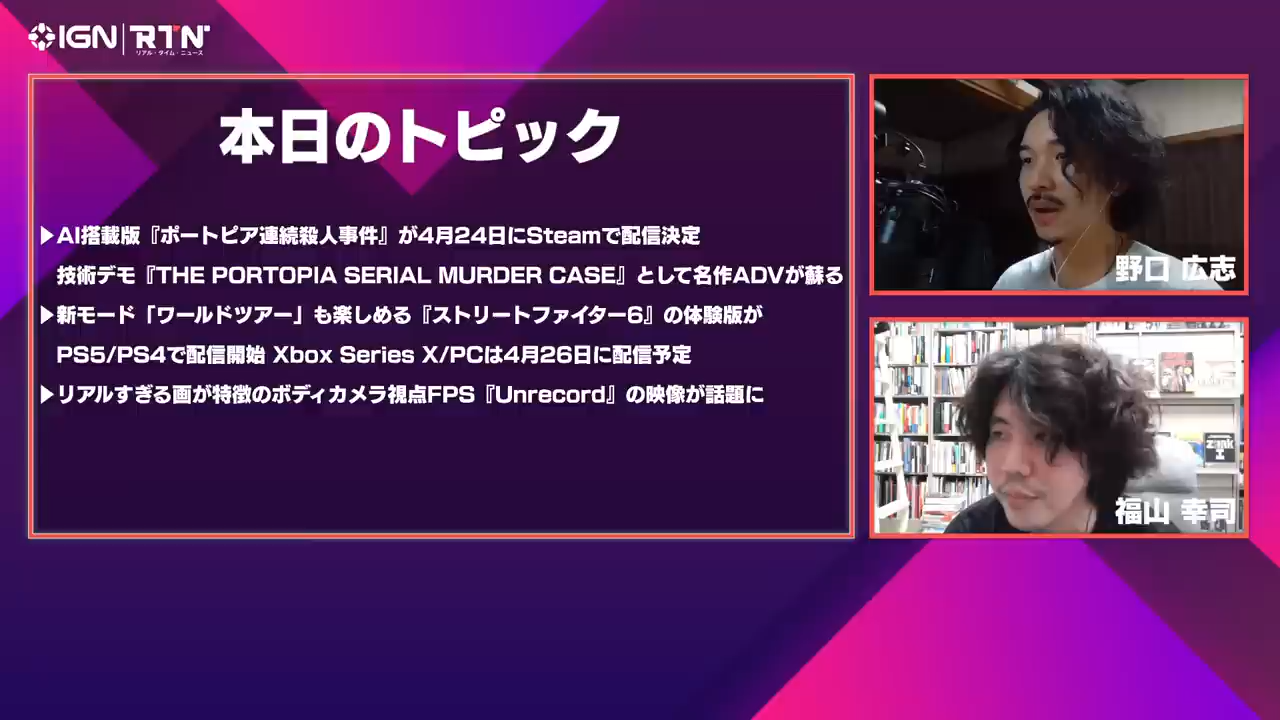 IGN RTN
リアル・タイム・ニュース
本日のトピック
▶AI搭載版『ポートピア連続殺人事件』が4月24日にSteamで配信決定
技術デモ『THE PORTOPIA SERIAL MURDER CASE』として名作ADVが蘇る
▶新モード「ワールドツアー」も楽しめる『ストリートファイター6』の体験版が
PS5/PS4で配信開始 Xbox Series X/PCは4月26日に配信予定
▶リアルすぎる画が特徴のボディカメラ視点FPS『Unrecord』の映像が話題に
野口 広志
福山 幸司